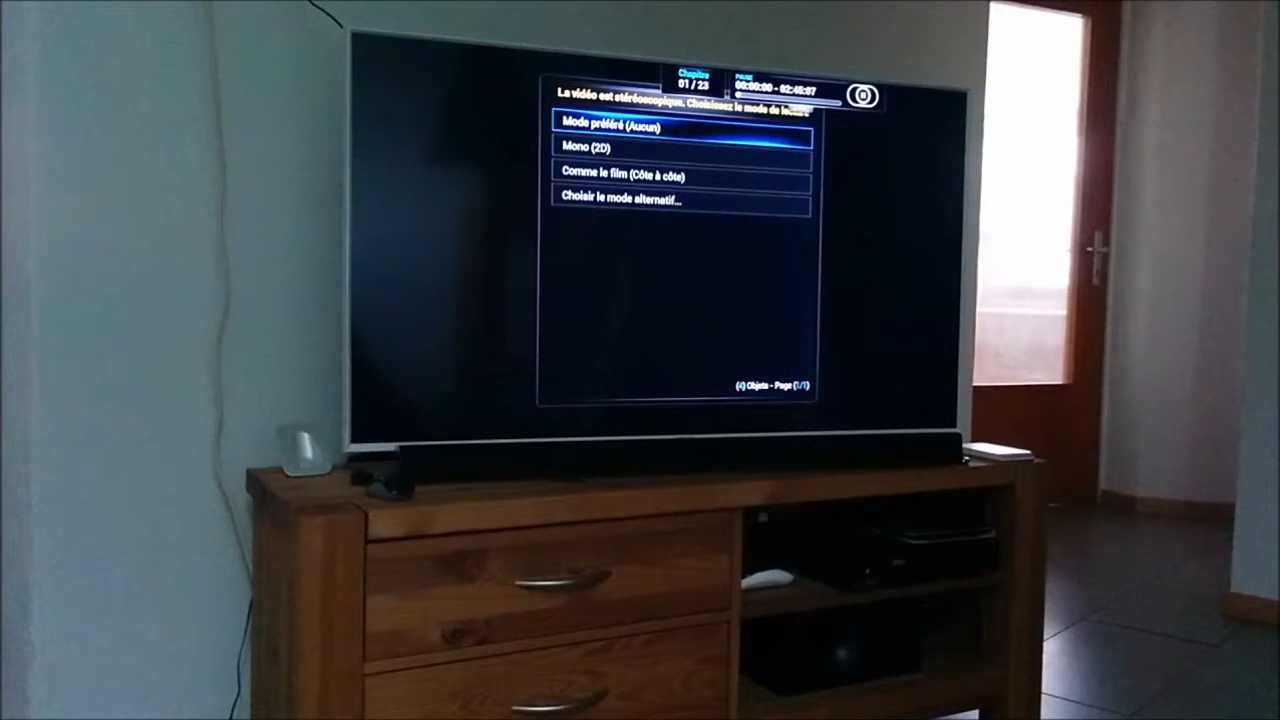 Chapitre
01 / 23
PAUSE
00:00:00 - 02:45:07
La vidéo est stéréoscopique. Choisissez le mode de lecture
Mode préféré (Aucun)
Mono (2D)
Comme le film (Côte à côte)
Choisir le mode alternatif...
(4) Objets - Page (1/1)